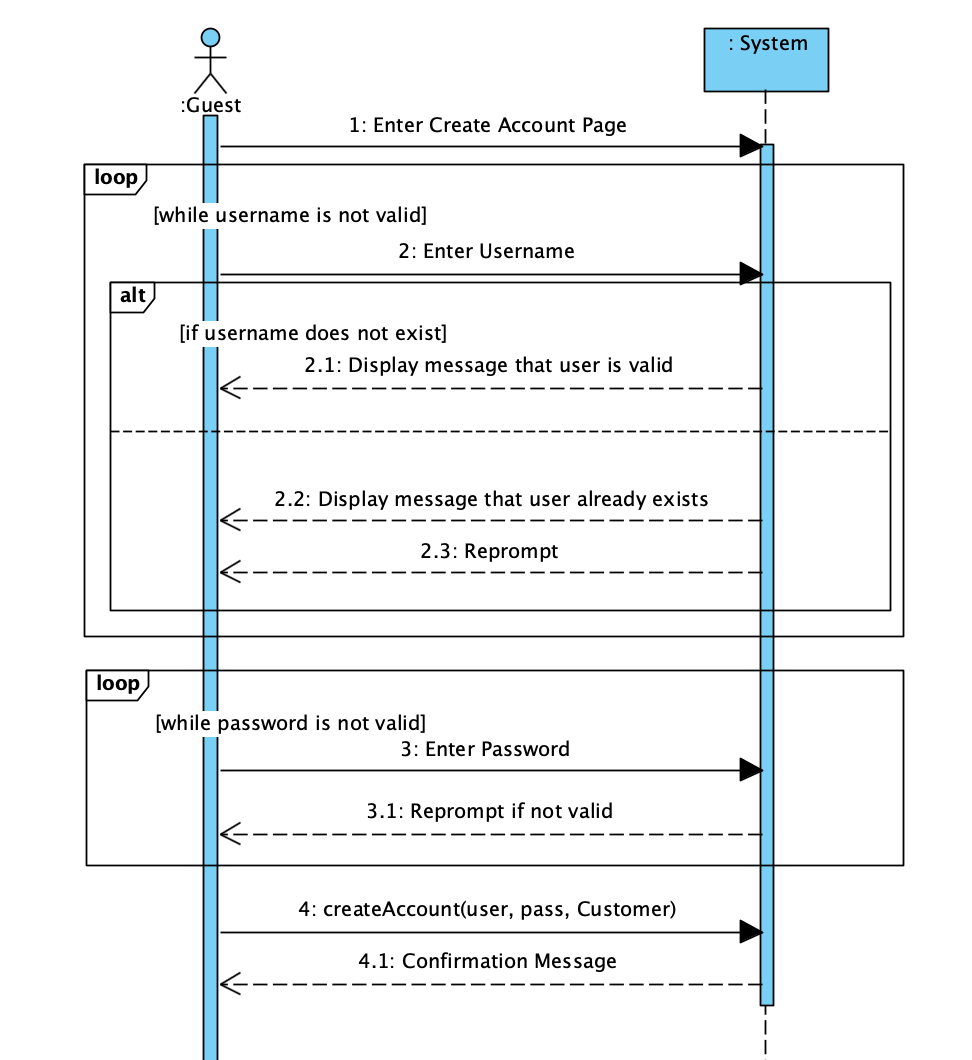 : System
:Guest
1: Enter Create Account Page
loop
[while username is not valid]
2: Enter Username
alt
[if username does not exist]
2.1: Display message that user is valid
2.2: Display message that user already exists
2.3: Reprompt
loop
[while password is not valid]
3: Enter Password
3.1: Reprompt if not valid
4: createAccount(user, pass, Customer)
4.1: Confirmation Message